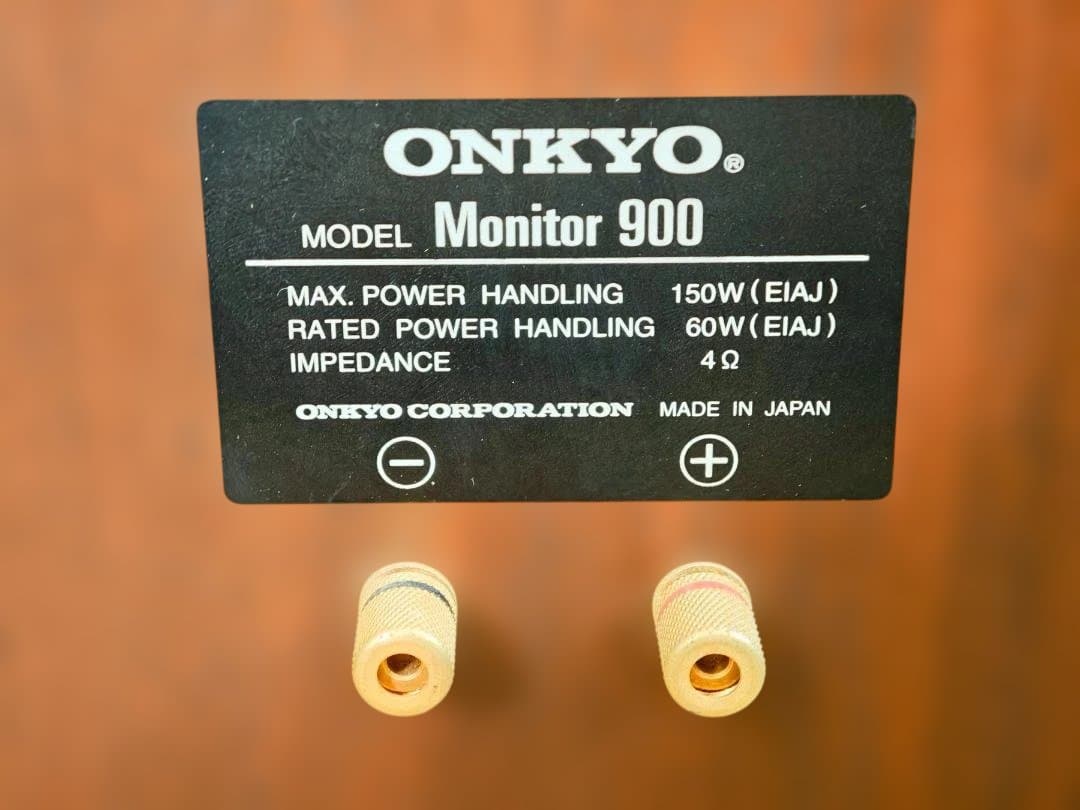 ONKYO®
MODEL Monitor 900
MAX. POWER HANDLING 150W (EIAJ)
RATED POWER HANDLING 60W (EIAJ)
IMPEDANCE 4Ω
ONKYO CORPORATION MADE IN JAPAN
⊖ ⊕